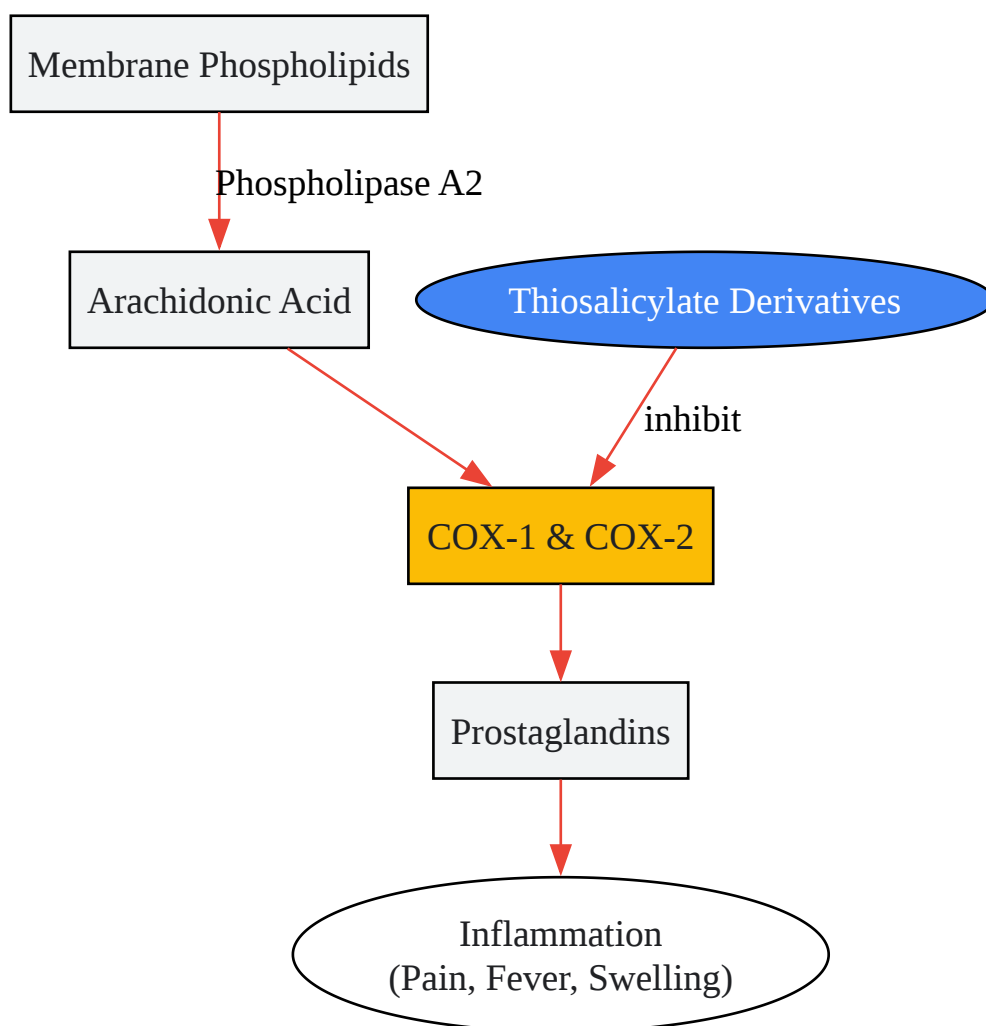 Membrane Phospholipids
Phospholipase A2
Arachidonic Acid
Thiosalicylate Derivatives
inhibit
COX-1 & COX-2
Prostaglandins
Inflammation
(Pain, Fever, Swelling)